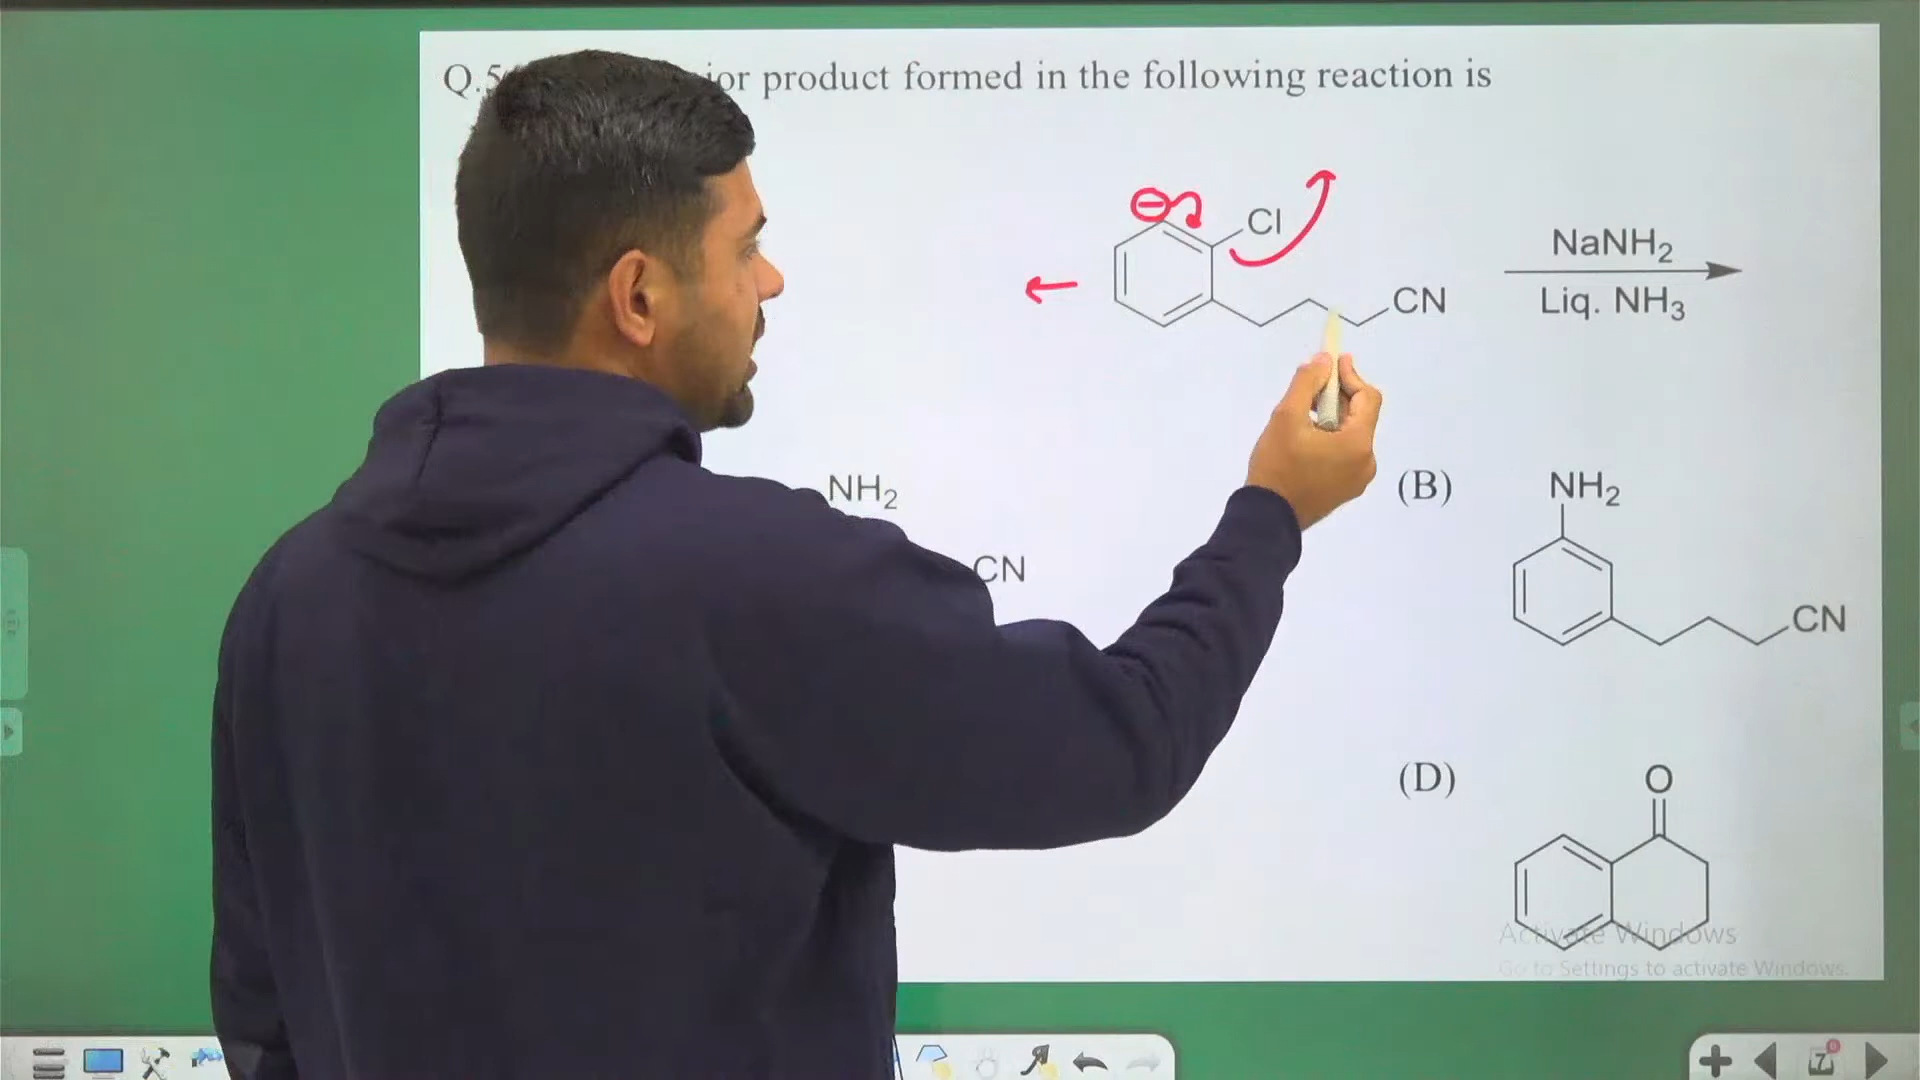 Q.5
ior product formed in the following reaction is
Cl
CN
NaNH2
Liq. NH3
NH2
CN
(B)
NH2
CN
(D)
O
Activate Windows
Go to Settings to activate Windows.
7